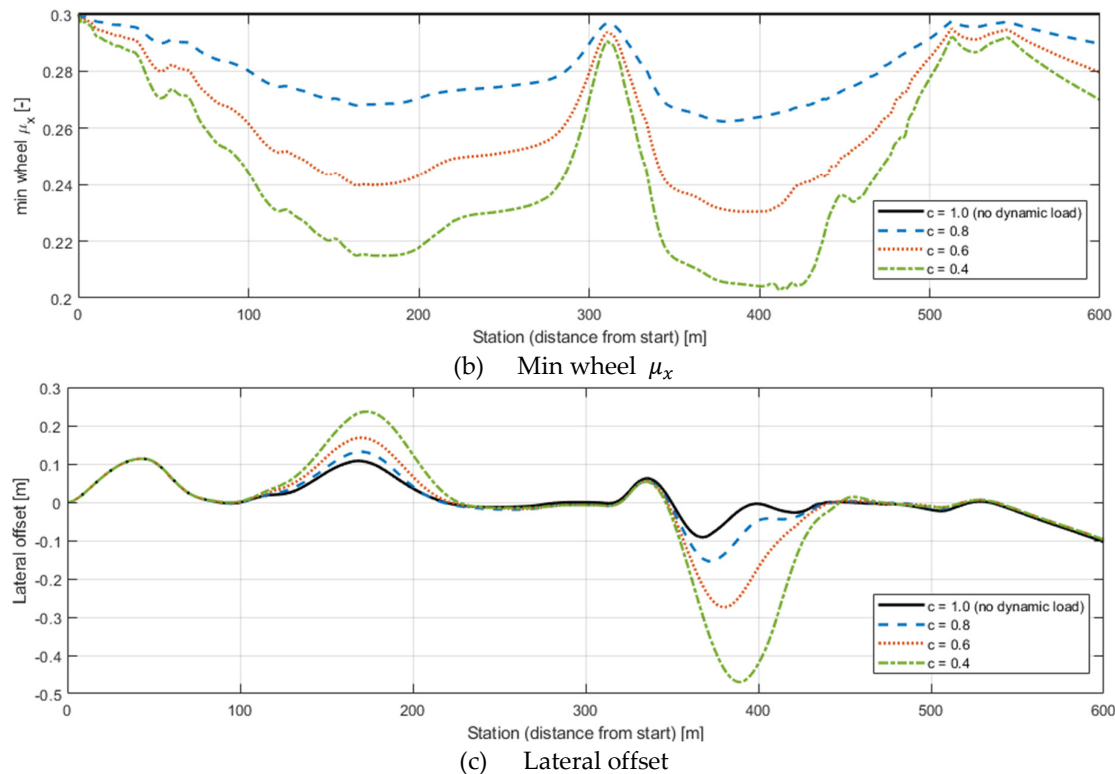 0.3
0.28
0.26
0.24
0.22
0.2
min wheel μ_x [-]
c = 1.0 (no dynamic load)
c = 0.8
c = 0.6
c = 0.4
0 100 200 300 400 500 600
Station (distance from start) [m]
(b) Min wheel μ_x
0.3
0.2
0.1
0
-0.1
-0.2
-0.3
-0.4
-0.5
Lateral offset [m]
c = 1.0 (no dynamic load)
c = 0.8
c = 0.6
c = 0.4
0 100 200 300 400 500 600
Station (distance from start) [m]
(c) Lateral offset